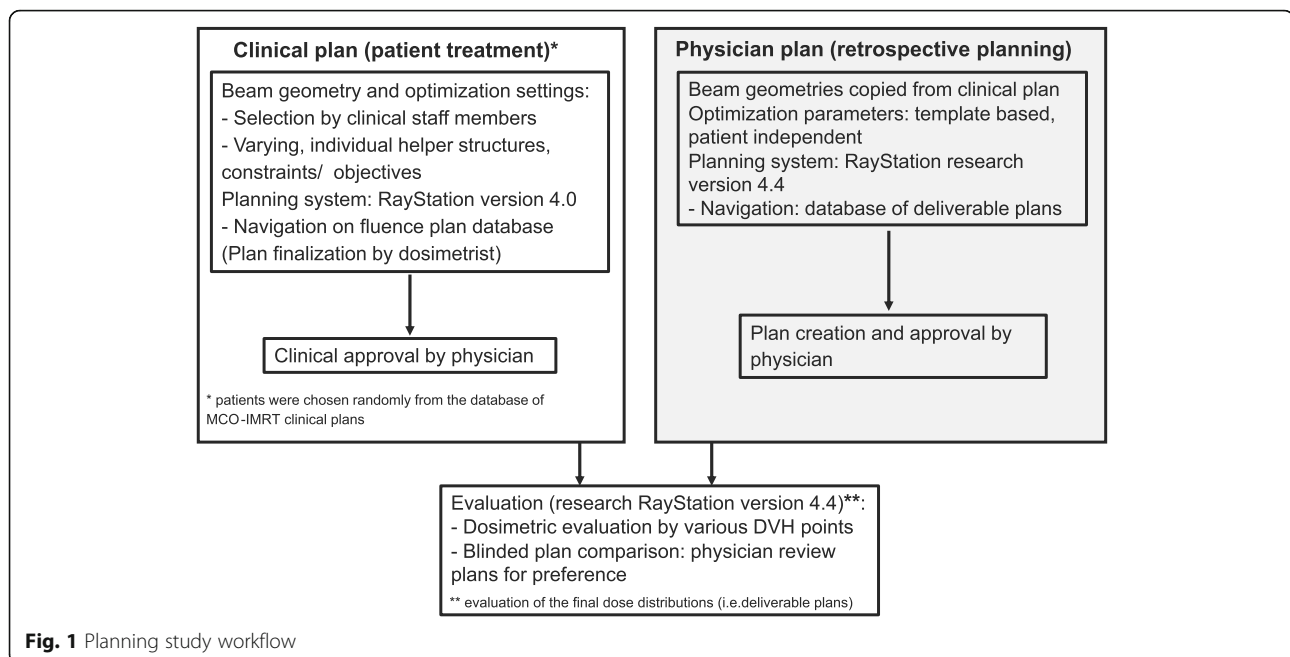 Clinical plan (patient treatment)*
Beam geometry and optimization settings:
- Selection by clinical staff members
- Varying, individual helper structures,
constraints/ objectives
Planning system: RayStation version 4.0
- Navigation on fluence plan database
(Plan finalization by dosimetrist)
Clinical approval by physician
* patients were chosen randomly from the database of
MCO-IMRT clinical plans
Physician plan (retrospective planning)
Beam geometries copied from clinical plan
Optimization parameters: template based,
patient independent
Planning system: RayStation research
version 4.4
- Navigation: database of deliverable plans
Plan creation and approval by
physician
Evaluation (research RayStation version 4.4)**:
- Dosimetric evaluation by various DVH points
- Blinded plan comparison: physician review
plans for preference
** evaluation of the final dose distributions (i.e.deliverable plans)
Fig. 1 Planning study workflow